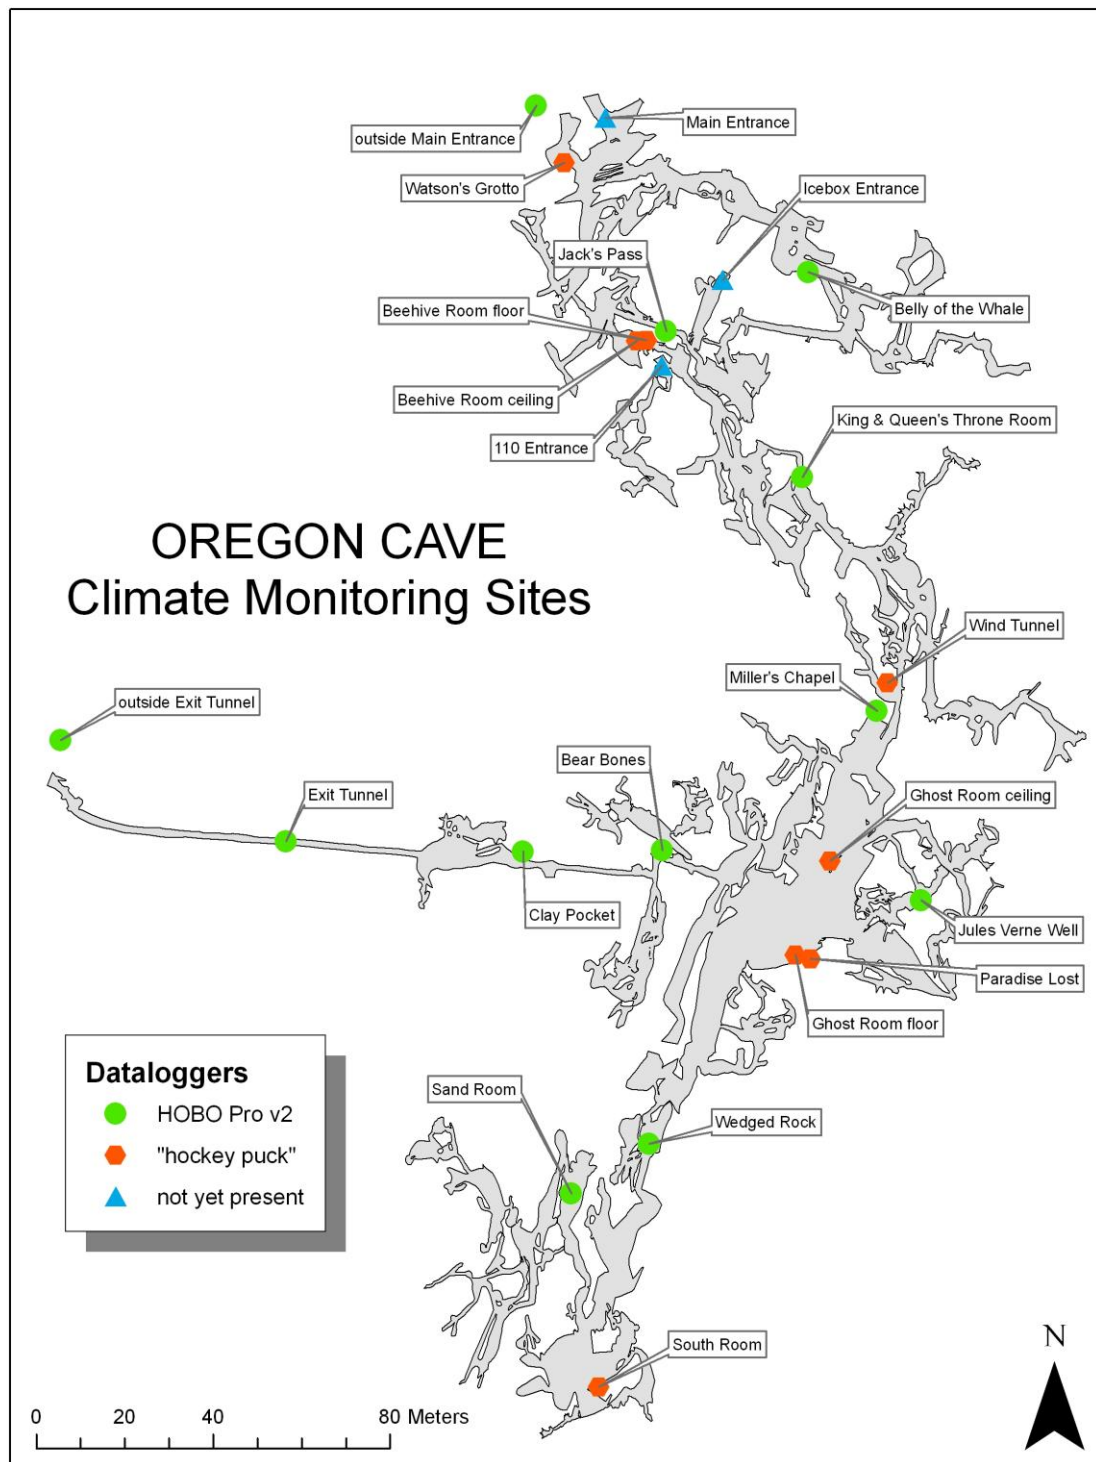 Main Entrance
outside Main Entrance
Watson's Grotto
Icebox Entrance
Jack's Pass
Beehive Room floor
Belly of the Whale
Beehive Room ceiling
King & Queen's Throne Room
110 Entrance
OREGON CAVE
Climate Monitoring Sites
Wind Tunnel
Miller's Chapel
outside Exit Tunnel
Bear Bones
Exit Tunnel
Ghost Room ceiling
Clay Pocket
Jules Verne Well
Paradise Lost
Ghost Room floor
Dataloggers
HOBO Pro v2
"hockey puck"
not yet present
Sand Room
Wedged Rock
South Room
N
0 20 40 80 Meters